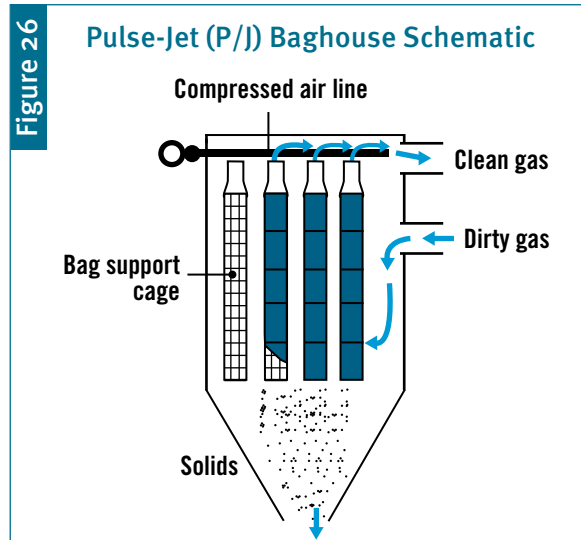 Figure 26
Pulse-Jet (P/J) Baghouse Schematic
Compressed air line
Clean gas
Dirty gas
Bag support
cage
Solids